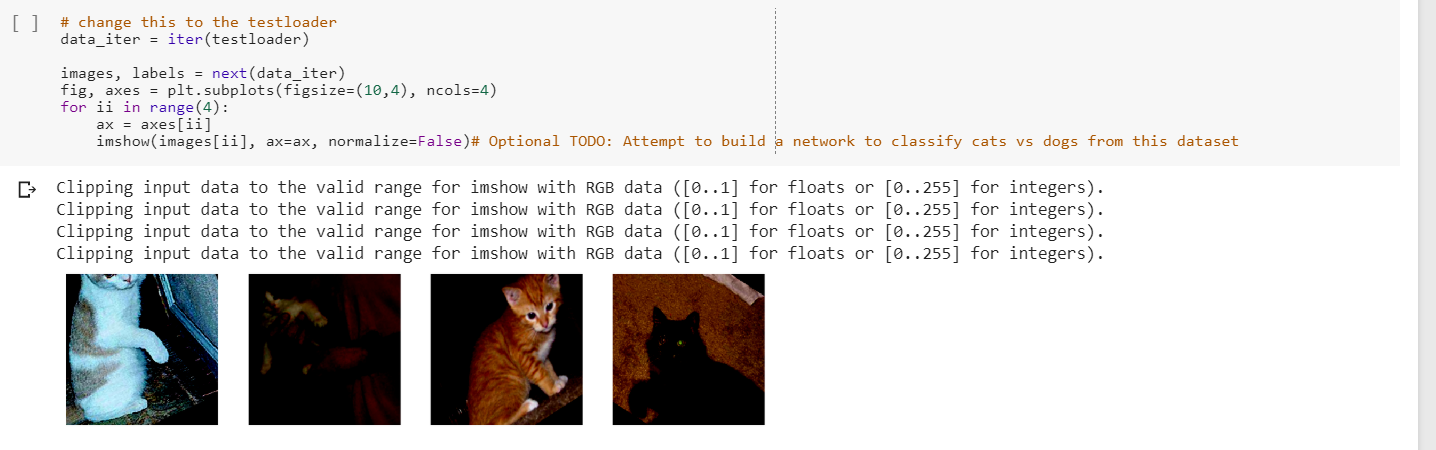 [ ]
# change this to the testloader
data_iter = iter(testloader)
images, labels = next(data_iter)
fig, axes = plt.subplots(figsize=(10,4), ncols=4)
for ii in range(4):
    ax = axes[ii]
    imshow(images[ii], ax=ax, normalize=False)# Optional TODO: Attempt to build a network to classify cats vs dogs from this dataset
Clipping input data to the valid range for imshow with RGB data ([0..1] for floats or [0..255] for integers).
Clipping input data to the valid range for imshow with RGB data ([0..1] for floats or [0..255] for integers).
Clipping input data to the valid range for imshow with RGB data ([0..1] for floats or [0..255] for integers).
Clipping input data to the valid range for imshow with RGB data ([0..1] for floats or [0..255] for integers).